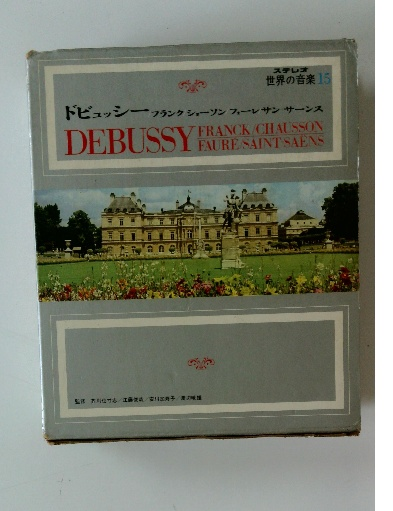 ステレオ
世界の音楽 15
ドビュッシー フランク ショーソン フォーレ サン=サーンス
DEBUSSY FRANCK/CHAUSSON
FAURÉ/SAINT-SAËNS